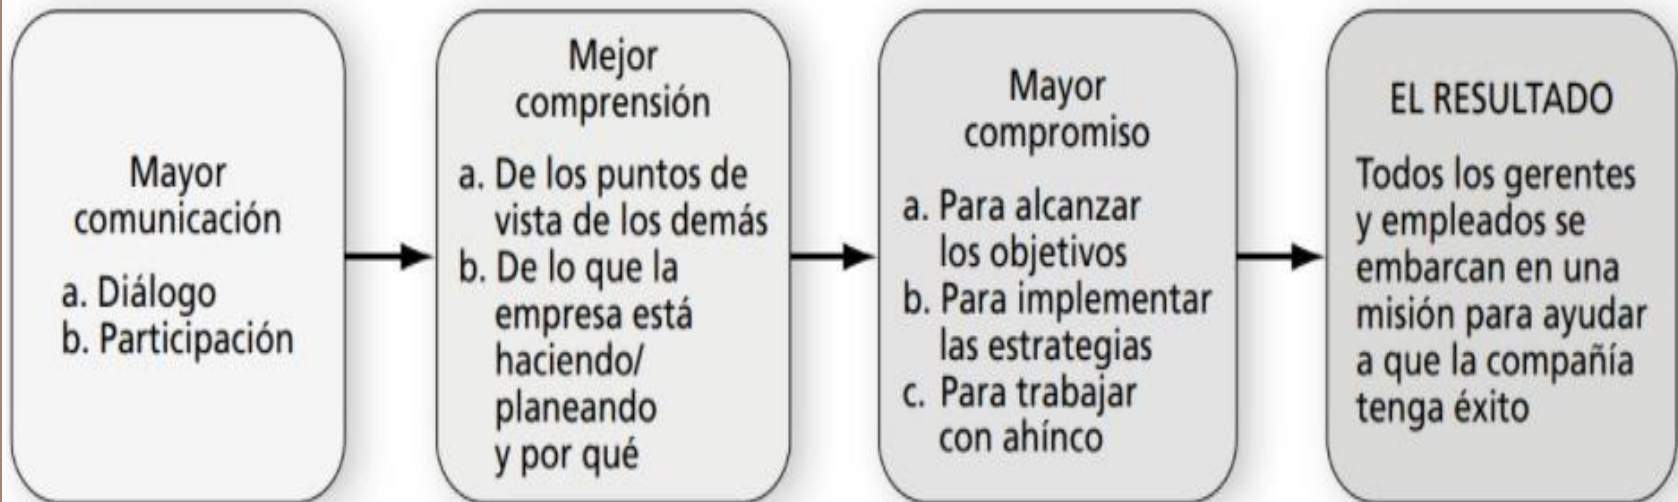 Mayor
comunicación
a. Diálogo
b. Participación
Mejor
comprensión
a. De los puntos de
vista de los demás
b. De lo que la
empresa está
haciendo/
planeando
y por qué
Mayor
compromiso
a. Para alcanzar
los objetivos
b. Para implementar
las estrategias
c. Para trabajar
con ahínco
EL RESULTADO
Todos los gerentes
y empleados se
embarcan en una
misión para ayudar
a que la compañía
tenga éxito